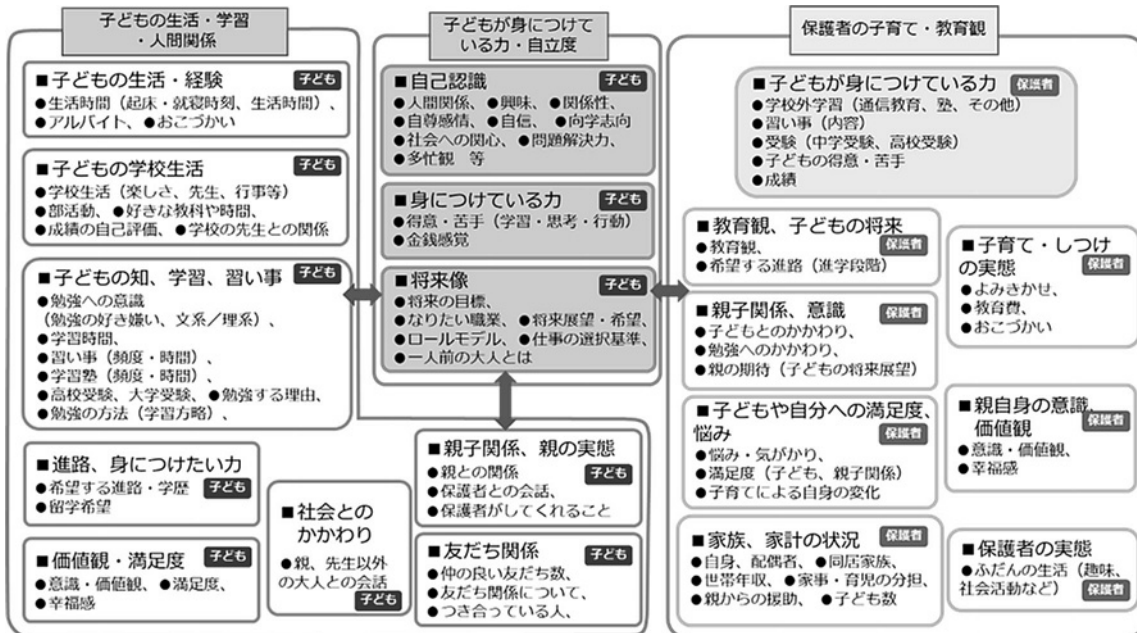 子どもの生活・学習
・人間関係
■子どもの生活・経験 子ども
●生活時間（起床・就寝時刻、生活時間）、
●アルバイト、●おこづかい
■子どもの学校生活 子ども
●学校生活（楽しさ、先生、行事等）
●部活動、●好きな教科や時間、
●成績の自己評価、●学校の先生との関係
■子どもの知、学習、習い事 子ども
●勉強への意識
（勉強の好き嫌い、文系／理系）、
●学習時間、
●習い事（頻度・時間）、
●学習塾（頻度・時間）、
●高校受験、大学受験、●勉強する理由、
●勉強の方法（学習方略）、
■進路、身につけたい力
●希望する進路・学歴 子ども
●留学希望
■価値観・満足度 子ども
●意識・価値観、●満足度、
●幸福感
■社会との
かかわり
●親、先生以外
の大人との会話
子ども
■親子関係、親の実態
●親との関係 子ども
●保護者との会話、
●保護者がしてくれること
■友だち関係 子ども
●仲の良い友だち数、
●友だち関係について、
●つき合っている人、
子どもが身につけて
いる力・自立度
■自己認識 子ども
●人間関係、●興味、●関係性、
●自尊感情、●自信、●向学志向
●社会への関心、●問題解決力、
●多忙観　等
■身につけている力 子ども
●得意・苦手（学習・思考・行動）
●金銭感覚
■将来像 子ども
●将来の目標、
●なりたい職業、●将来展望・希望、
●ロールモデル、●仕事の選択基準、
●一人前の大人とは
保護者の子育て・教育観
■子どもが身につけている力 保護者
●学校外学習（通信教育、塾、その他）
●習い事（内容）
●受験（中学受験、高校受験）
●子どもの得意・苦手
●成績
■教育観、子どもの将来
●教育観、 保護者
●希望する進路（進学段階）
■親子関係、意識 保護者
●子どもとのかかわり、
●勉強へのかかわり、
●親の期待（子どもの将来展望）
■子どもや自分への満足度、
悩み 保護者
●悩み・気がかり、
●満足度（子ども、親子関係）
●子育てによる自身の変化
■家族、家計の状況 保護者
●自身、配偶者、●同居家族、
●世帯年収、●家事・育児の分担、
●親からの援助、●子ども数
■子育て・しつけ
の実態 保護者
●よみきかせ、
●教育費、
●おこづかい
■親自身の意識、
価値観 保護者
●意識・価値観、
●幸福感
■保護者の実態
●ふだんの生活（趣味、
社会活動など） 保護者